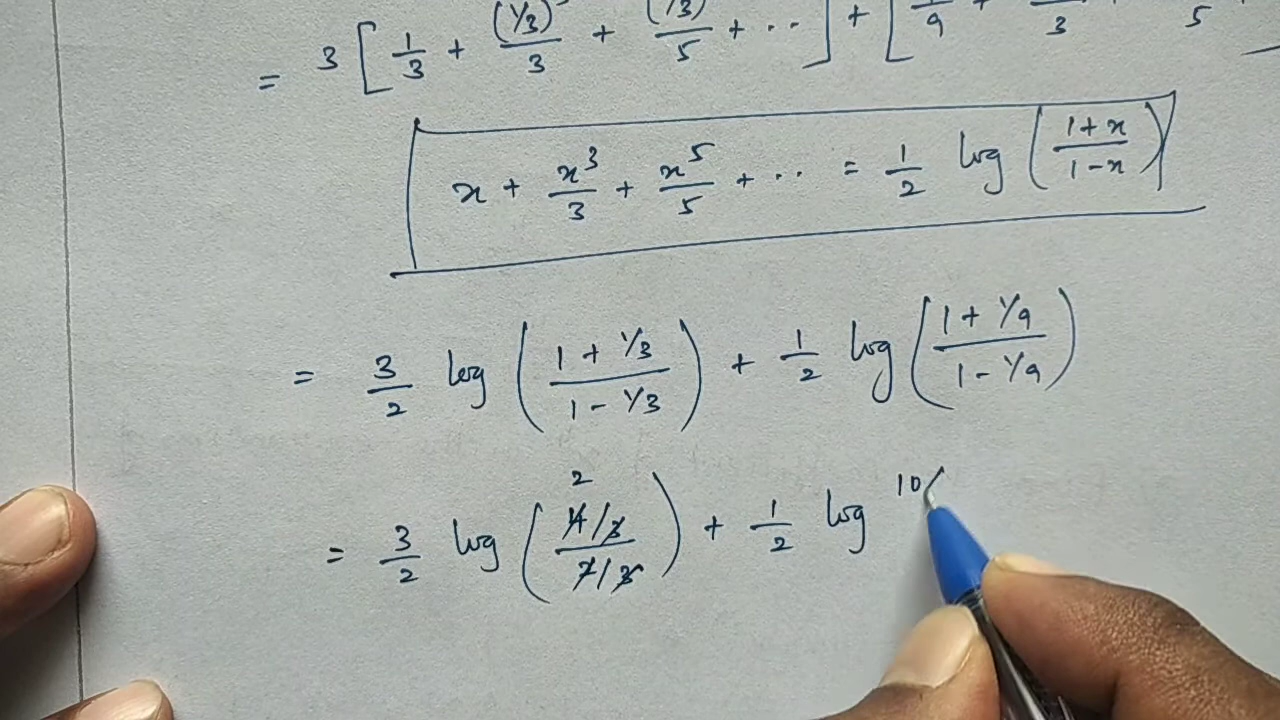 = 3 [ 1/3 + (1/3)/3 + (1/3)/5 + ··· ] + [ 1/9 + /3 + 5
x + x³/3 + x⁵/5 + ··· = 1/2 log ( (1+x)/(1-x) )
= 3/2 log ( (1 + 1/3)/(1 - 1/3) ) + 1/2 log ( (1 + 1/9)/(1 - 1/9) )
2
= 3/2 log ( (4/3)/(2/3) ) + 1/2 log 10/